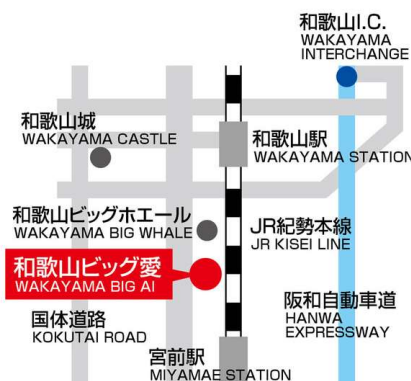 和歌山I.C.
WAKAYAMA
INTERCHANGE
和歌山城
WAKAYAMA CASTLE
和歌山駅
WAKAYAMA STATION
和歌山ビッグホエール
WAKAYAMA BIG WHALE
JR紀勢本線
JR KISEI LINE
和歌山ビッグ愛
WAKAYAMA BIG AI
国体道路
KOKUTAI ROAD
阪和自動車道
HANWA
EXPRESSWAY
宮前駅
MIYAMAE STATION